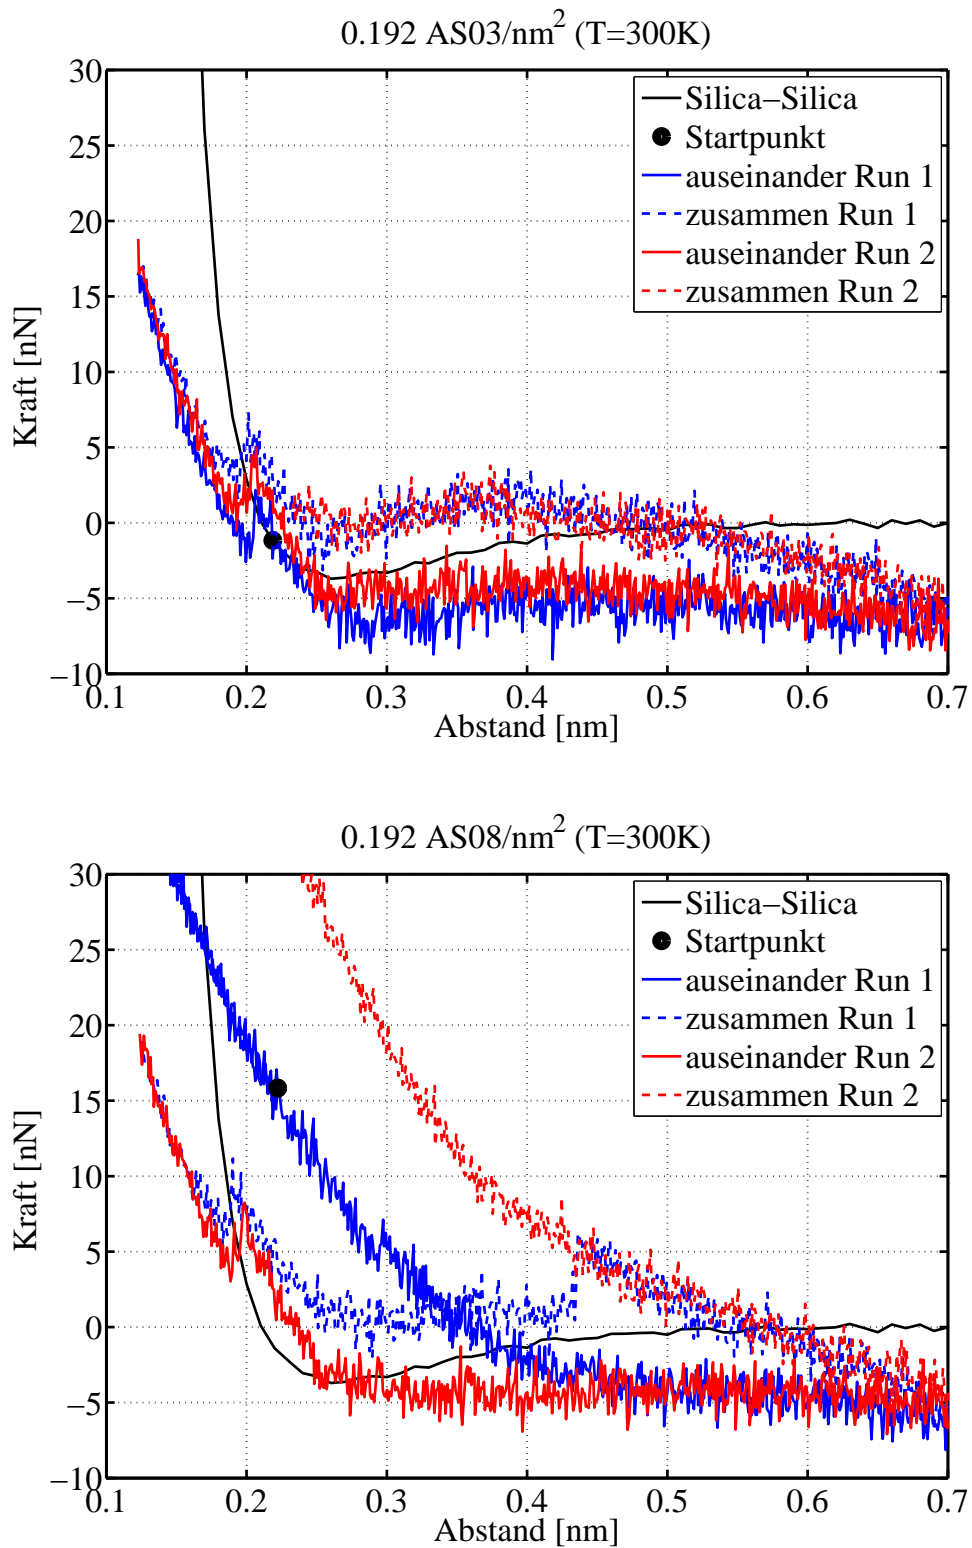 0.192 AS03/nm² (T=300K)
30
25
20
15
10
5
0
−5
−10
Kraft [nN]
Silica−Silica
Startpunkt
auseinander Run 1
zusammen Run 1
auseinander Run 2
zusammen Run 2
0.1 0.2 0.3 0.4 0.5 0.6 0.7
Abstand [nm]
0.192 AS08/nm² (T=300K)
30
25
20
15
10
5
0
−5
−10
Kraft [nN]
Silica−Silica
Startpunkt
auseinander Run 1
zusammen Run 1
auseinander Run 2
zusammen Run 2
0.1 0.2 0.3 0.4 0.5 0.6 0.7
Abstand [nm]